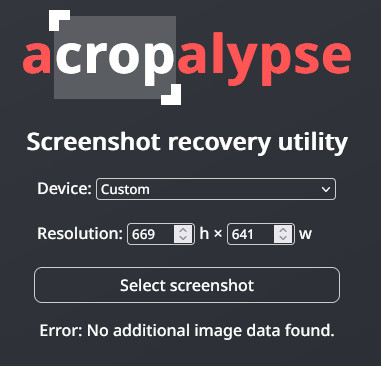 acropalypse
Screenshot recovery utility
Device: Custom
Resolution: 669 h × 641 w
Select screenshot
Error: No additional image data found.